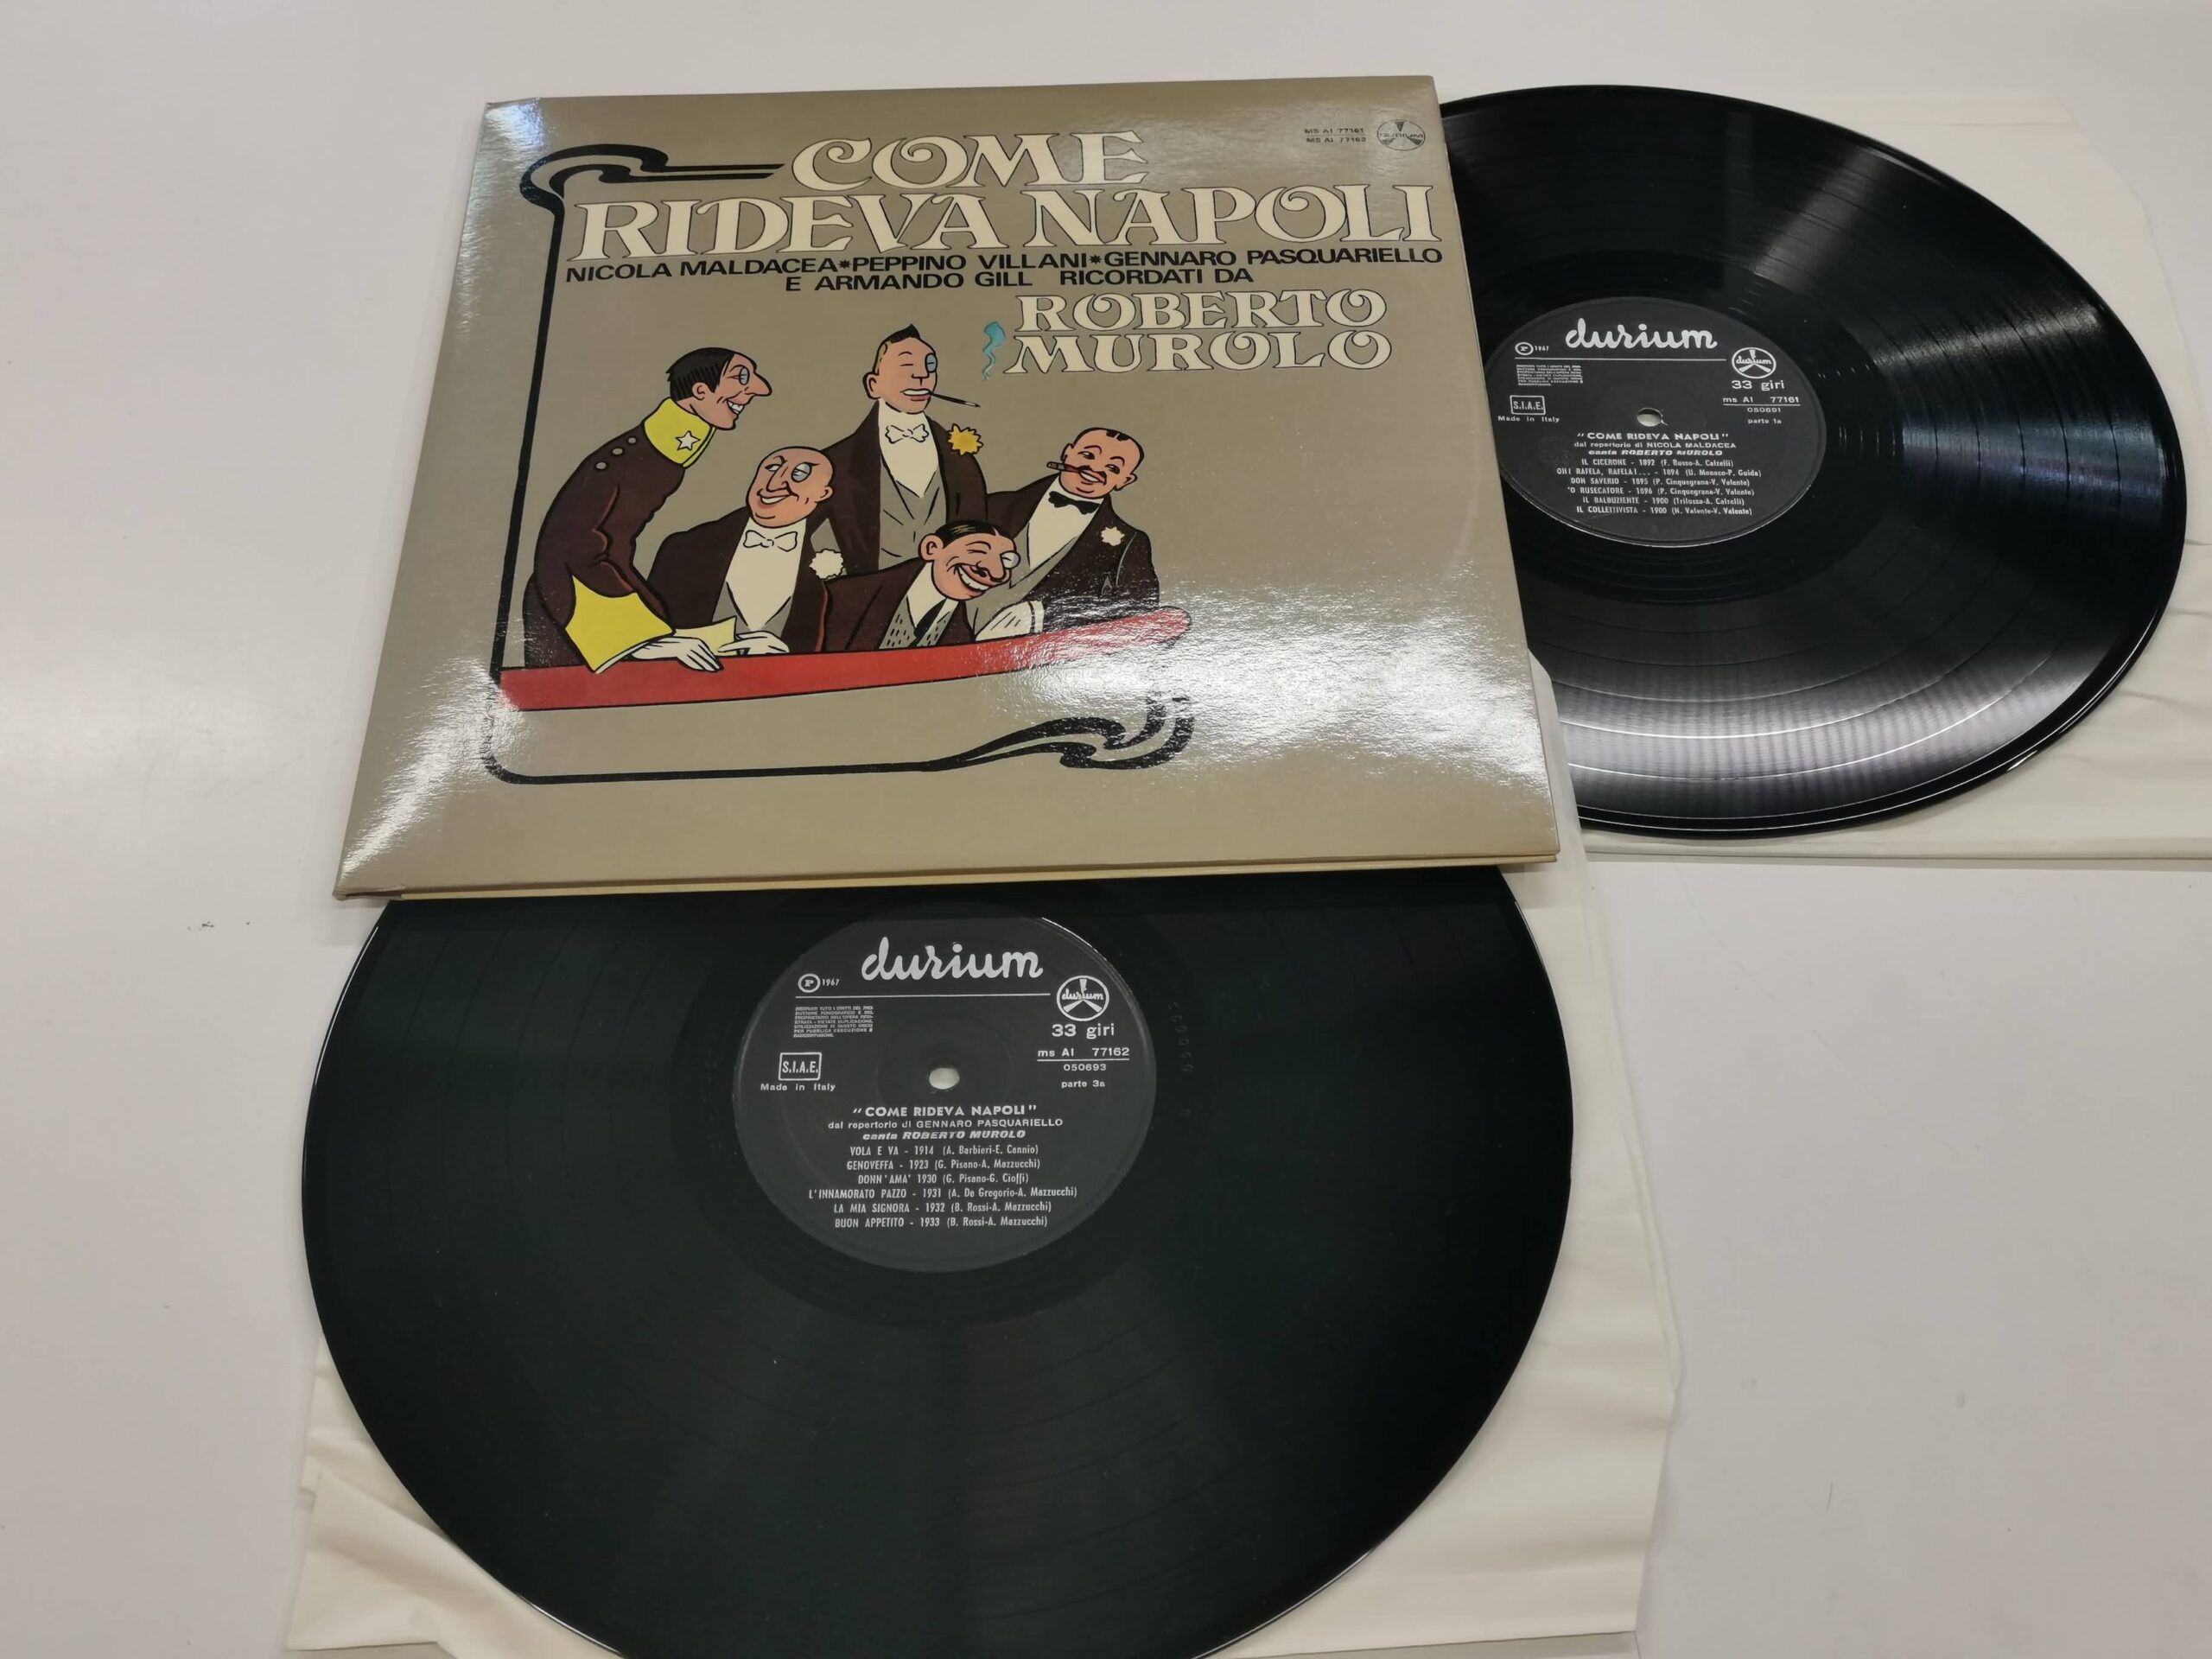 COME
RIDEVA NAPOLI
NICOLA MALDACEA*PEPPINO VILLANI*GENNARO PASQUARIELLO
E ARMANDO GILL RICORDATI DA
ROBERTO
MUROLO
MS AI 77161
MS AI 77162
durium
℗ 1967
durium
33 giri
S.I.A.E.
Made in Italy
ms AI 77161
050691
parte 1a
"COME RIDEVA NAPOLI"
dal repertorio di NICOLA MALDACEA
canta ROBERTO MUROLO
IL CICERONE - 1892 (F. Russo-A. Calzelli)
OH! RAFELA, RAFELA!... - 1894 (U. Monaco-P. Guida)
DON SAVERIO - 1895 (P. Cinquegrana-V. Valente)
'O RUSECATORE - 1896 (P. Cinquegrana-V. Valente)
IL BALBUZIENTE - 1900 (Trilussa-A. Calzelli)
IL COLLETTIVISTA - 1900 (N. Valente-V. Valente)
durium
℗ 1967
durium
33 giri
S.I.A.E.
Made in Italy
ms AI 77162
050693
parte 3a
"COME RIDEVA NAPOLI"
dal repertorio di GENNARO PASQUARIELLO
canta ROBERTO MUROLO
VOLA E VA - 1914 (A. Barbieri-E. Cannio)
GENOVEFFA - 1923 (G. Pisano-A. Mazzucchi)
DONN'AMA' 1930 (G. Pisano-G. Cioffi)
L'INNAMORATO PAZZO - 1931 (A. De Gregorio-A. Mazzucchi)
LA MIA SIGNORA - 1932 (B. Rossi-A. Mazzucchi)
BUON APPETITO - 1933 (B. Rossi-A. Mazzucchi)